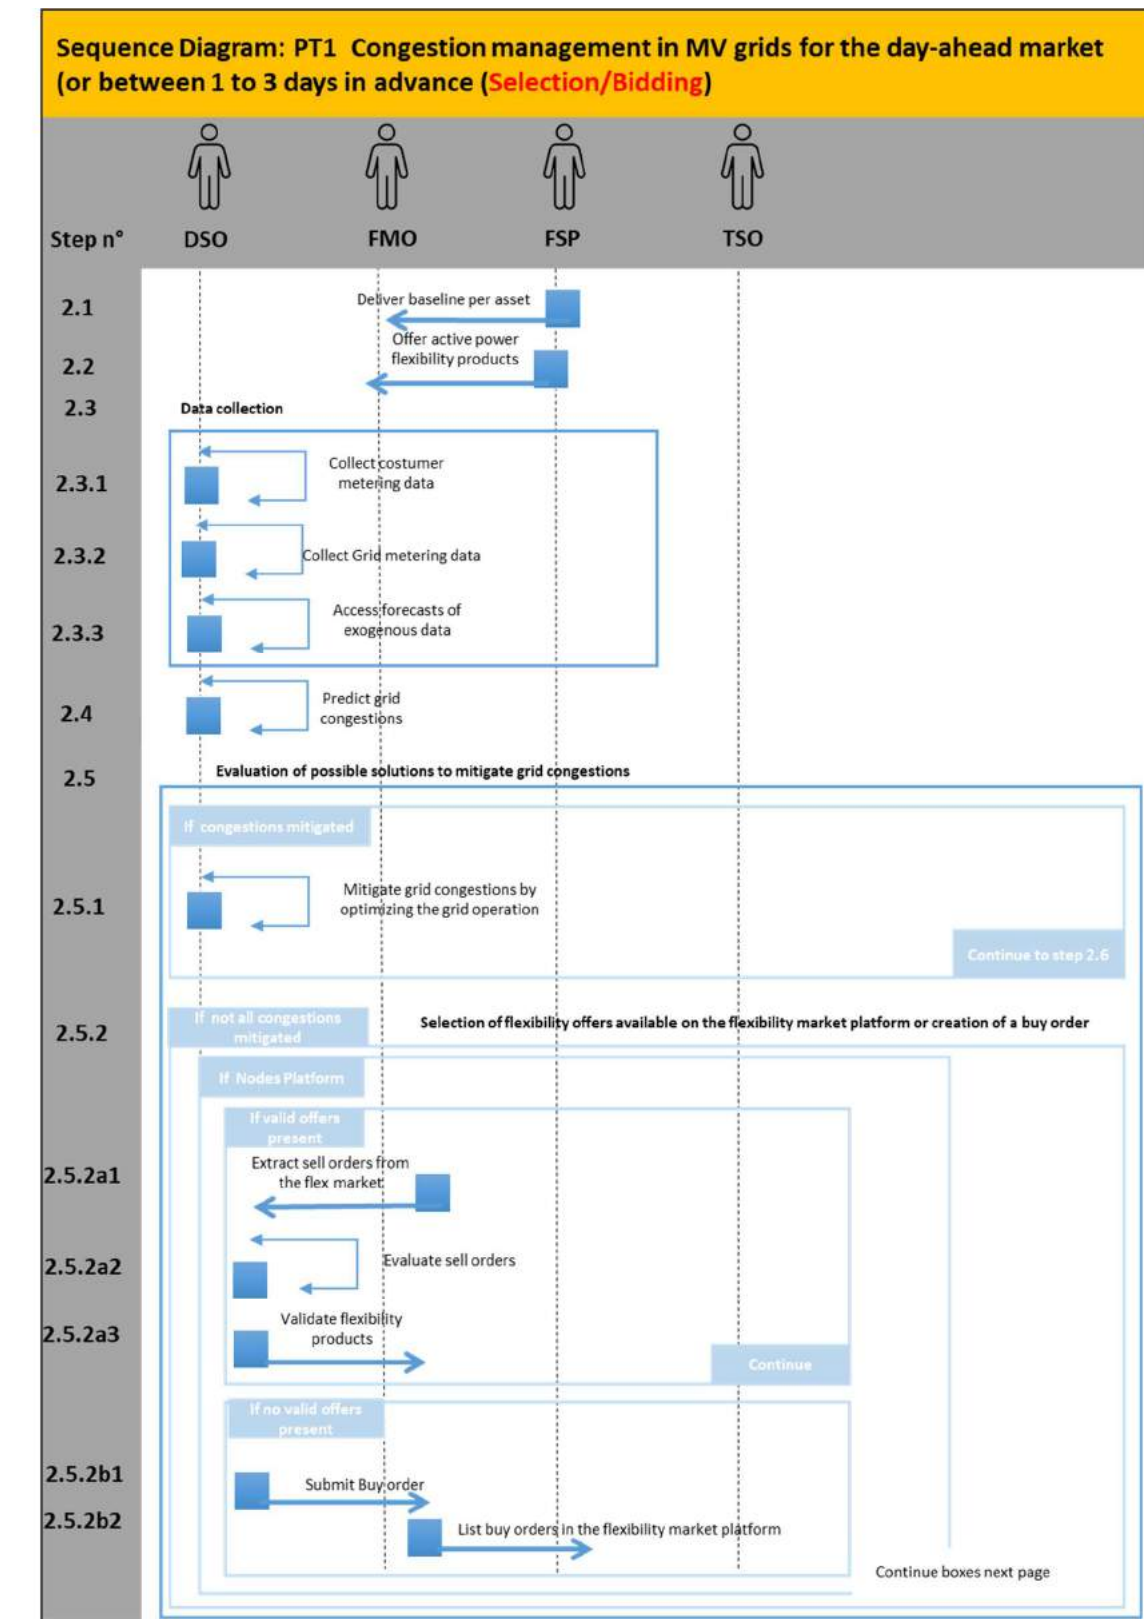 Sequence Diagram: PT1 Congestion management in MV grids for the day-ahead market
(or between 1 to 3 days in advance (Selection/Bidding)
Step n° DSO FMO FSP TSO
2.1 Deliver baseline per asset
Offer active power
2.2 flexibility products
2.3 Data collection
Collect costumer
2.3.1 metering data
2.3.2 Collect Grid metering data
Access forecasts of
2.3.3 exogenous data
Predict grid
2.4 congestions
2.5 Evaluation of possible solutions to mitigate grid congestions
If congestions mitigated
Mitigate grid congestions by
2.5.1 optimizing the grid operation
Continue to step 2.6
If not all congestions
mitigated
2.5.2 Selection of flexibility offers available on the flexibility market platform or creation of a buy order
If Nodes Platform
If valid offers
present
Extract sell orders from
2.5.2a1 the flex market
2.5.2a2 Evaluate sell orders
Validate flexibility
2.5.2a3 products
Continue
If no valid offers
present
2.5.2b1 Submit Buy order
2.5.2b2 List buy orders in the flexibility market platform
Continue boxes next page